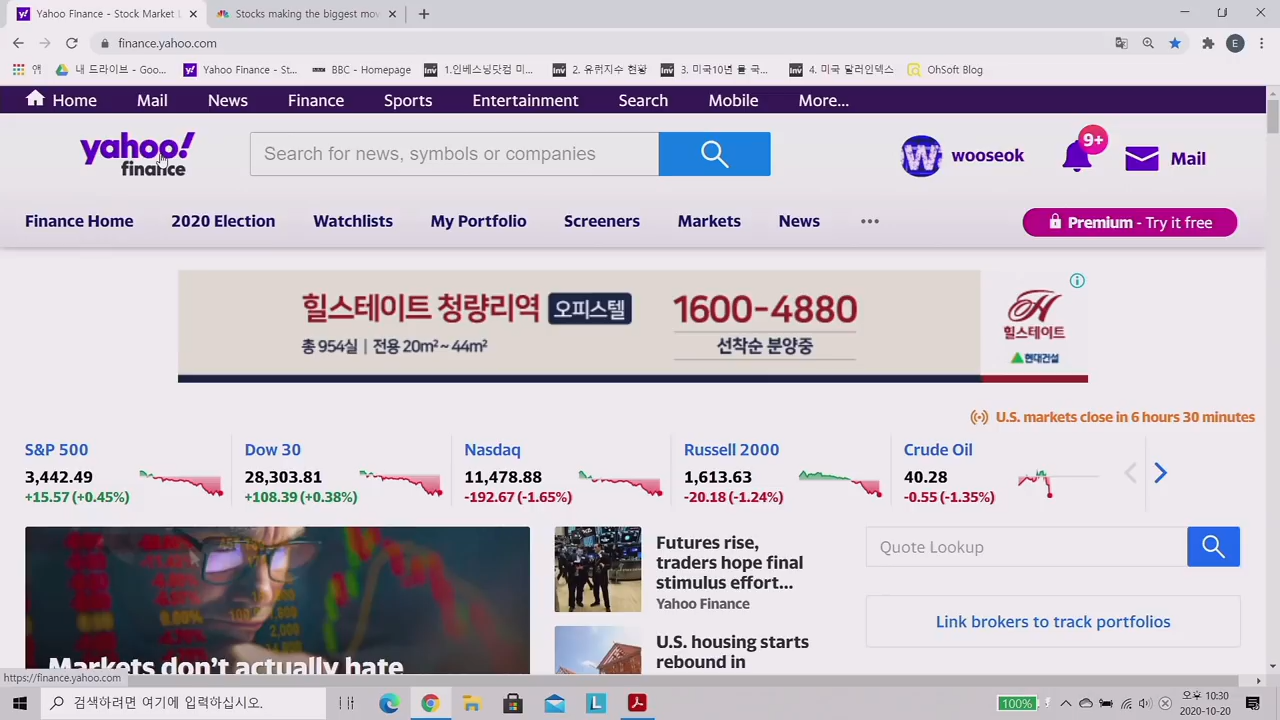 Yahoo Finance - Stock Market
Stocks making the biggest mov
finance.yahoo.com
E
앱
내 드라이브 - Goo...
Yahoo Finance - St...
BBC - Homepage
1.인베스닝닷컴 미...
2. 유튀지수 현황
3. 미국10년 률 국...
4. 미국 달러인덱스
OhSoft Blog
Home Mail News Finance Sports Entertainment Search Mobile More...
yahoo!
finance
Search for news, symbols or companies
W
wooseok
9+
Mail
Finance Home 2020 Election Watchlists My Portfolio Screeners Markets News
Premium - Try it free
힐스테이트 청량리역 오피스텔
총 954실 | 전용 20m²~44m²
1600-4880
선착순 분양중
힐스테이트
현대건설
U.S. markets close in 6 hours 30 minutes
S&P 500
3,442.49
+15.57 (+0.45%)
Dow 30
28,303.81
+108.39 (+0.38%)
Nasdaq
11,478.88
-192.67 (-1.65%)
Russell 2000
1,613.63
-20.18 (-1.24%)
Crude Oil
40.28
-0.55 (-1.35%)
Markets don't actually hate
Futures rise,
traders hope final
stimulus effort...
Yahoo Finance
U.S. housing starts
rebound in
Quote Lookup
Link brokers to track portfolios
https://finance.yahoo.com
검색하려면 여기에 입력하십시오.
L
100%
오후 10:30
2020-10-20